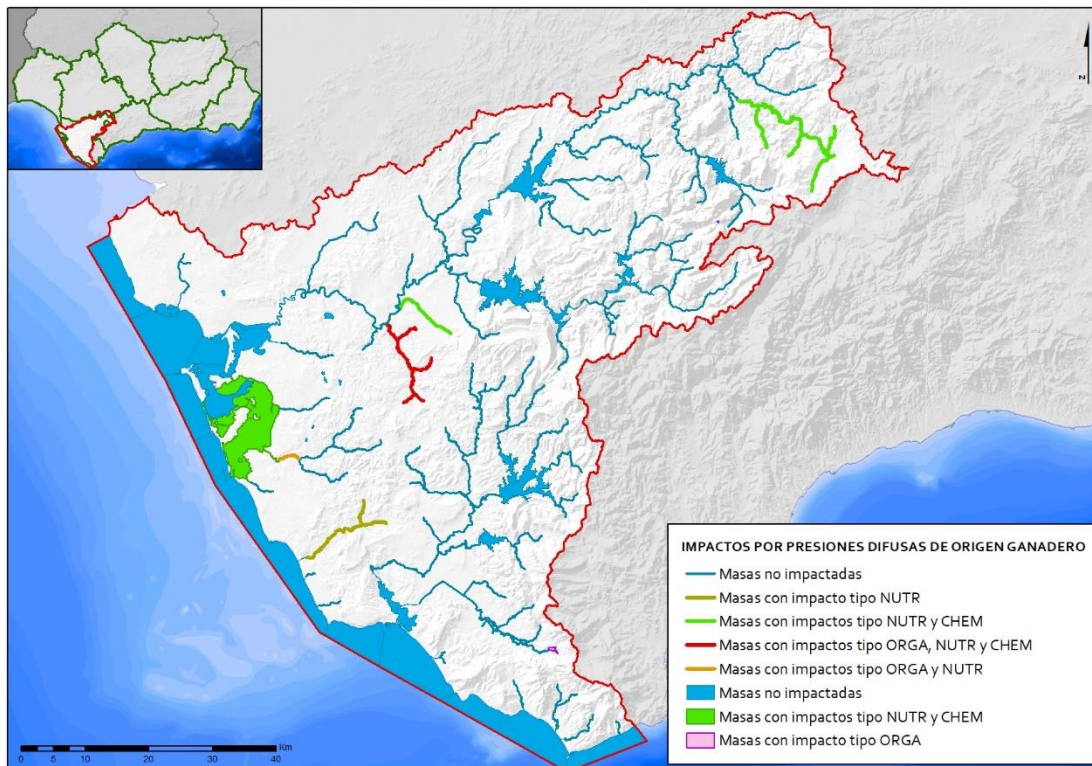 N
IMPACTOS POR PRESIONES DIFUSAS DE ORIGEN GANADERO
Masas no impactadas
Masas con impacto tipo NUTR
Masas con impactos tipo NUTR y CHEM
Masas con impactos tipo ORGA, NUTR y CHEM
Masas con impactos tipo ORGA y NUTR
Masas no impactadas
Masas con impactos tipo NUTR y CHEM
Masas con impacto tipo ORGA
Km
0 5 10 20 30 40